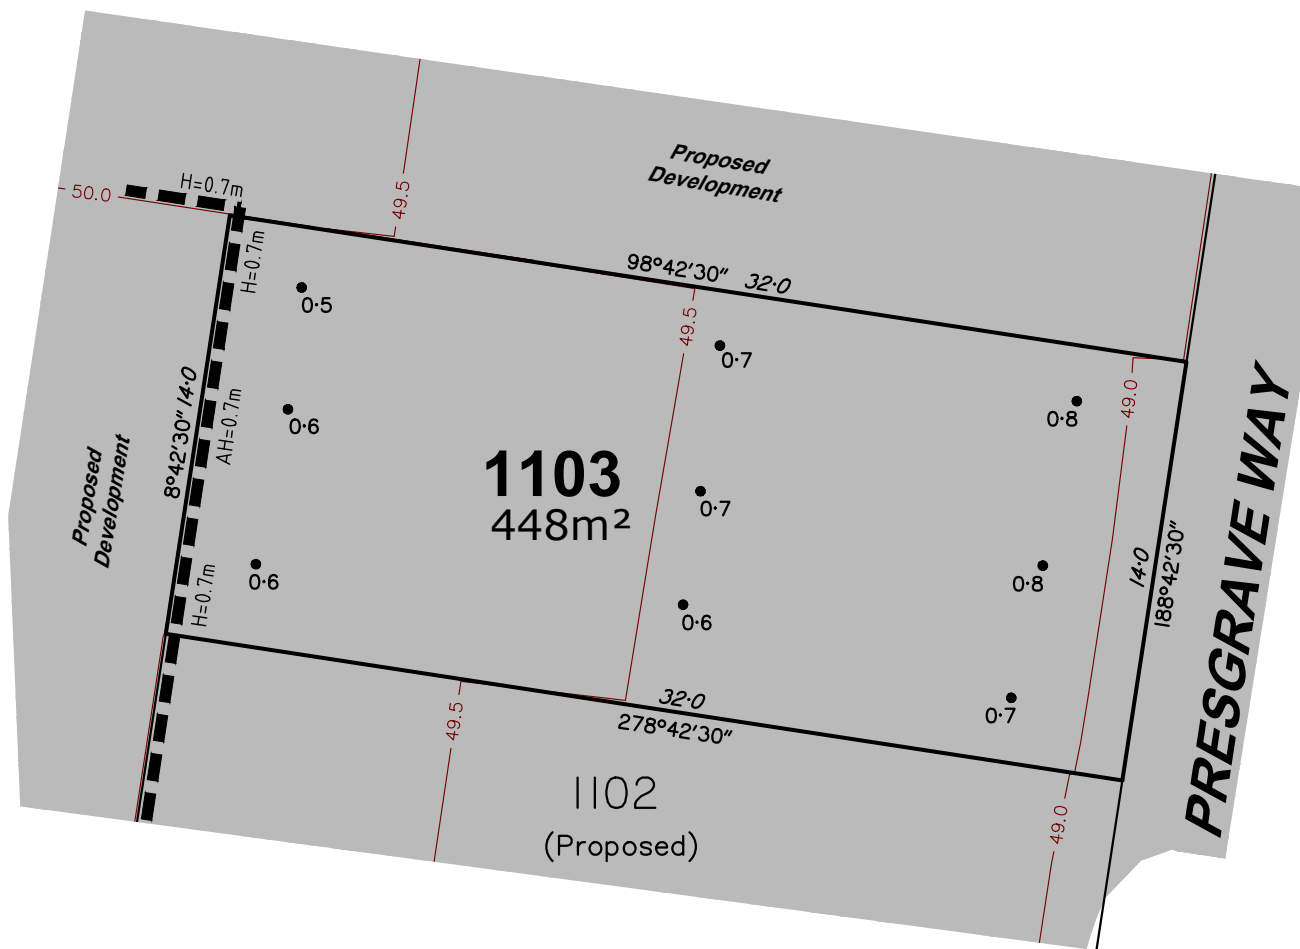 Proposed
Development
50.0
H=0.7m
49.5
H=0.7m
98°42'30" 32·0
0·5
49.5
0·7
49.0
0·8
8°42'30" 14·0
AH=0.7m
0·6
Proposed
Development
1103
448m²
0·7
14·0
188°42'30"
PRESGRAVE WAY
0·6
H=0.7m
0·8
0·6
0·7
32·0
278°42'30"
49.5
1102
(Proposed)
49.0